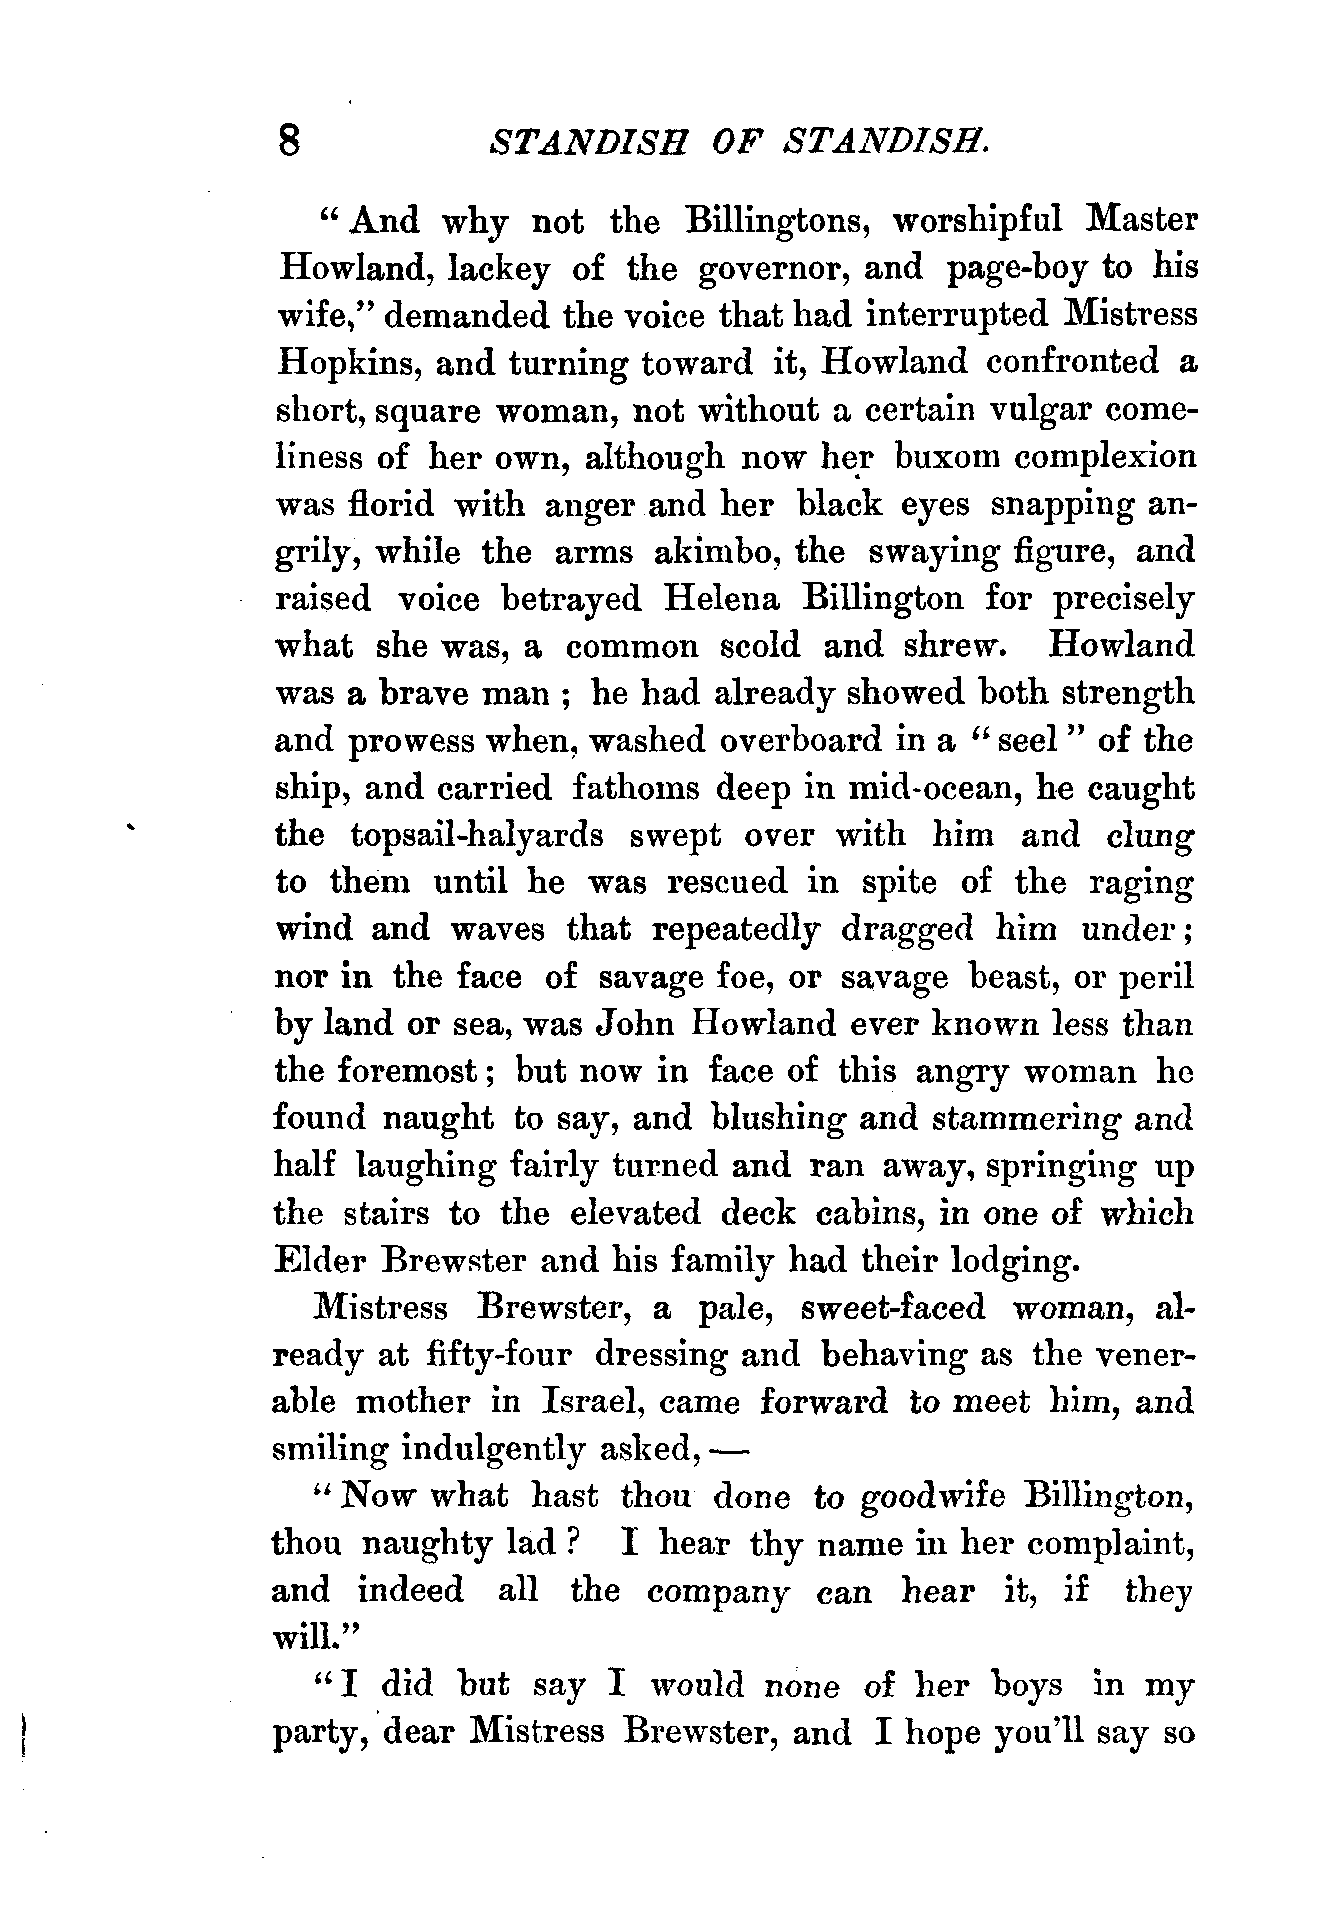 8 STANDISH OF STANDISH.
“ And why not the Billingtons, worshipful Master
Howland, lackey of the governor, and page-boy to his
wife,” demanded the voice that had interrupted Mistress
Hopkins, and turning toward it, Howland confronted a
short, square woman, not without a certain vulgar come-
liness of her own, although now her buxom complexion
was florid with anger and her black eyes snapping an-
grily, while the arms akimbo, the swaying figure, and
raised voice betrayed Helena Billington for precisely
what she was, a common scold and shrew. Howland
was a brave man ; he had already showed both strength
and prowess when, washed overboard in a “ seel ” of the
ship, and carried fathoms deep in mid-ocean, he caught
the topsail-halyards swept over with him and clung
to them until he was rescued in spite of the raging
wind and waves that repeatedly dragged him under ;
nor in the face of savage foe, or savage beast, or peril
by land or sea, was John Howland ever known less than
the foremost ; but now in face of this angry woman he
found naught to say, and blushing and stammering and
half laughing fairly turned and ran away, springing up
the stairs to the elevated deck cabins, in one of which
Elder Brewster and his family had their lodging.
Mistress Brewster, a pale, sweet-faced woman, al-
ready at fifty-four dressing and behaving as the vener-
able mother in Israel, came forward to meet him, and
smiling indulgently asked, —
“ Now what hast thou done to goodwife Billington,
thou naughty lad ? I hear thy name in her complaint,
and indeed all the company can hear it, if they
will.”
“ I did but say I would none of her boys in my
party, dear Mistress Brewster, and I hope you'll say so